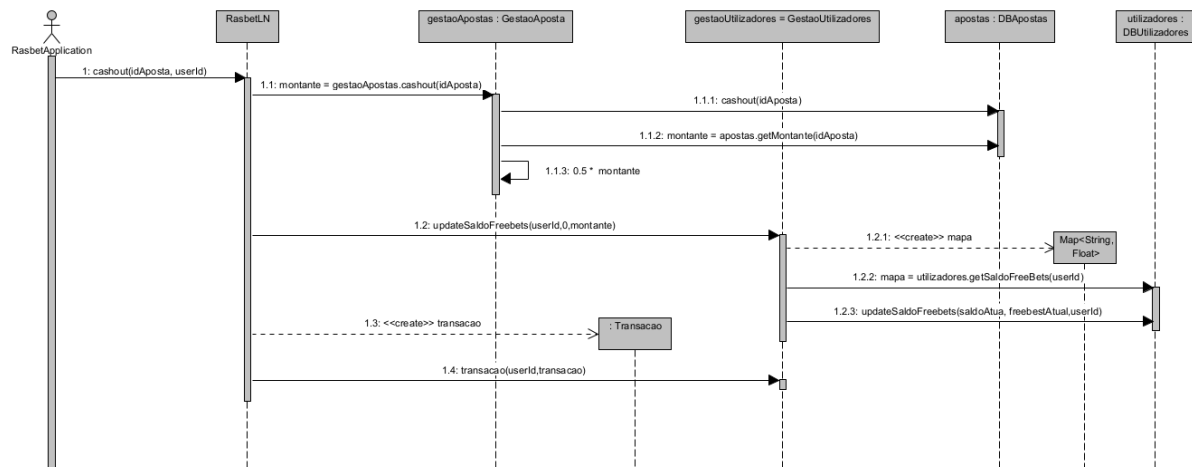 RasbetLN
gestaoApostas : GestaoAposta
gestaoUtilizadores = GestaoUtilizadores
apostas : DBApostas
utilizadores :
DBUtilizadores
RasbetApplication
1: cashout(idAposta, userId)
1.1: montante = gestaoApostas.cashout(idAposta)
1.1.1: cashout(idAposta)
1.1.2: montante = apostas.getMontante(idAposta)
1.1.3: 0.5 * montante
1.2: updateSaldoFreebets(userId,0,montante)
1.2.1: <<create>> mapa
Map<String,
Float>
1.2.2: mapa = utilizadores.getSaldoFreeBets(userId)
1.2.3: updateSaldoFreebets(saldoAtua, freebestAtual,userId)
1.3: <<create>> transacao
: Transacao
1.4: transacao(userId,transacao)